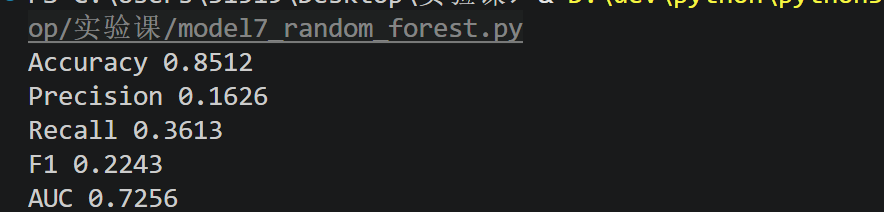 op/实验课/model7_random_forest.py
Accuracy 0.8512
Precision 0.1626
Recall 0.3613
F1 0.2243
AUC 0.7256